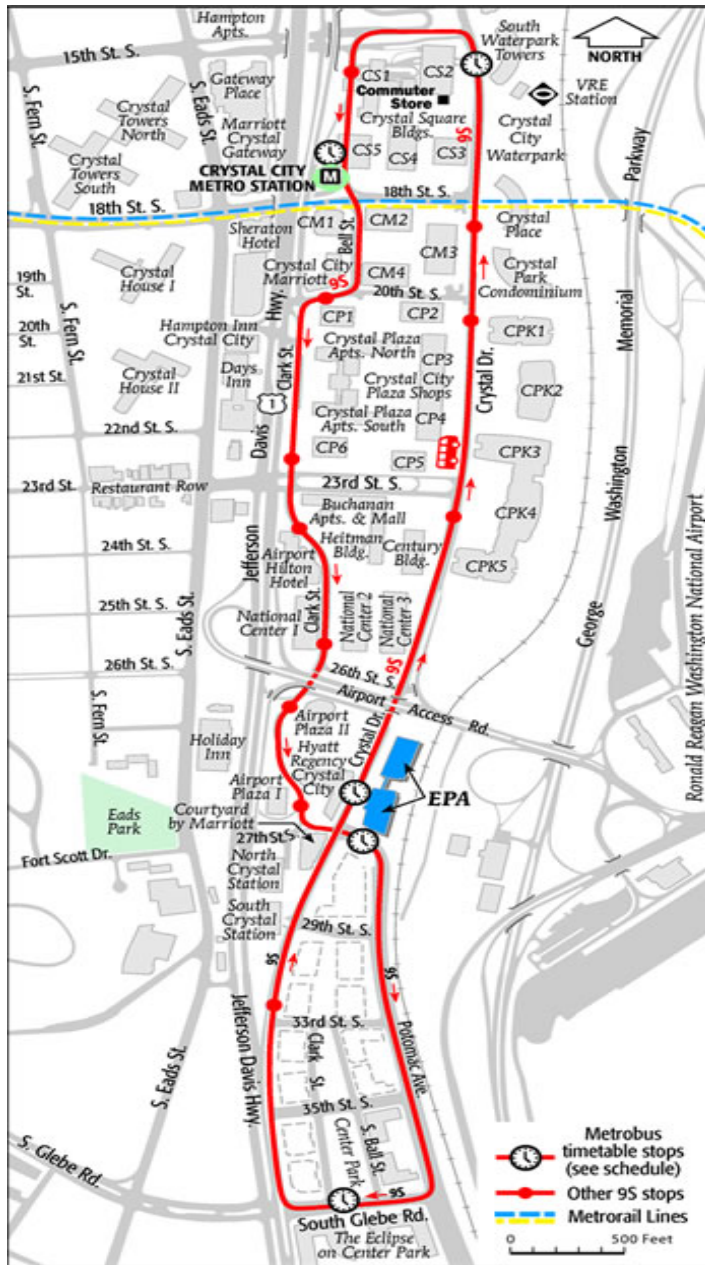 Hampton
Apts.
15th St. S.
S. Fern St.
S. Eads St.
Gateway
Place
Crystal
Towers
North
Marriott
Crystal
Gateway
Crystal
Towers
South
CRYSTAL CITY
METRO STATION
M
CS1
CS2
Commuter
Store
Crystal Square
Bldgs.
CS5
CS4
CS3
9S
South
Waterpark
Towers
NORTH
VRE
Station
Crystal
City
Waterpark
Parkway
18th St. S.
18th St. S.
Sheraton
Hotel
CM1
Bell St.
CM2
CM3
CM4
Crystal
Place
Crystal City
Marriott
9S
20th St. S.
Crystal
Park
Condominium
19th
St.
20th
St.
21st St.
S. Fern St.
Crystal
House I
Crystal
House II
Hwy.
Hampton Inn
Crystal City
Days
Inn
Clark St.
1
Davis
CP1
CP2
Crystal Plaza
Apts. North
CP3
Crystal City
Plaza Shops
Crystal Plaza
Apts. South
CP4
CP6
CP5
Crystal Dr.
CPK1
CPK2
CPK3
CPK4
CPK5
Memorial
Washington
George
Ronald Reagan Washington National Airport
22nd St. S.
23rd St.
Restaurant Row
23rd St. S.
24th St. S.
25th St. S.
26th St. S.
S. Fern St.
S. Eads St.
Jefferson
Buchanan
Apts. & Mall
Heitman
Bldg.
Century
Bldg.
Airport
Hilton
Hotel
Clark St.
National
Center I
National
Center 2
National
Center 3
9S
26th St. S.
Airport Access Rd.
Holiday
Inn
Airport
Plaza II
Hyatt
Regency
Crystal
City
Crystal Dr.
EPA
Airport
Plaza I
Courtyard
by Marriott
27th St. S.
Eads
Park
Fort Scott Dr.
North
Crystal
Station
South
Crystal
Station
29th St. S.
9S
9S
33rd St. S.
Clark St.
Potomac Ave.
35th St. S.
Center Park
S. Ball St.
Jefferson Davis Hwy.
S. Eads St.
S. Glebe Rd.
9S
South Glebe Rd.
The Eclipse
on Center Park
Metrobus
timetable stops
(see schedule)
Other 9S stops
Metrorail Lines
0 500 Feet